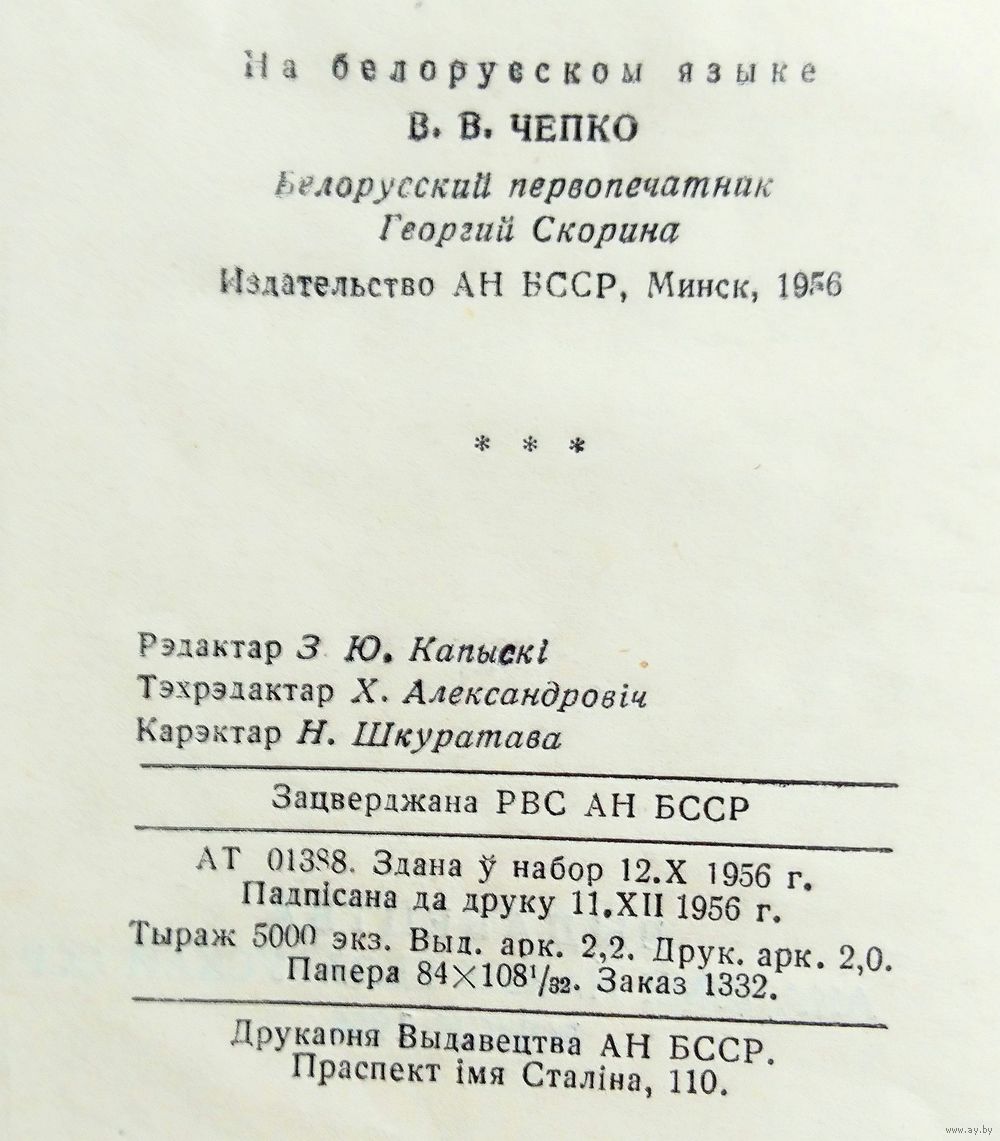 На белорусском языке
В. В. ЧЕПКО
Белорусский первопечатник
Георгий Скорина
Издательство АН БССР, Минск, 1956
* * *
Рэдактар З Ю. Капыскі
Тэхрэдактар Х. Александровіч
Карэктар Н. Шкуратава
Зацверджана РВС АН БССР
АТ 01388. Здана ў набор 12.X 1956 г.
Падпісана да друку 11.XII 1956 г.
Тыраж 5000 экз. Выд. арк. 2,2. Друк. арк. 2,0.
Папера 84×108¹/₃₂. Заказ 1332.
Друкарня Выдавецтва АН БССР.
Праспект імя Сталіна, 110.
www.ay.by